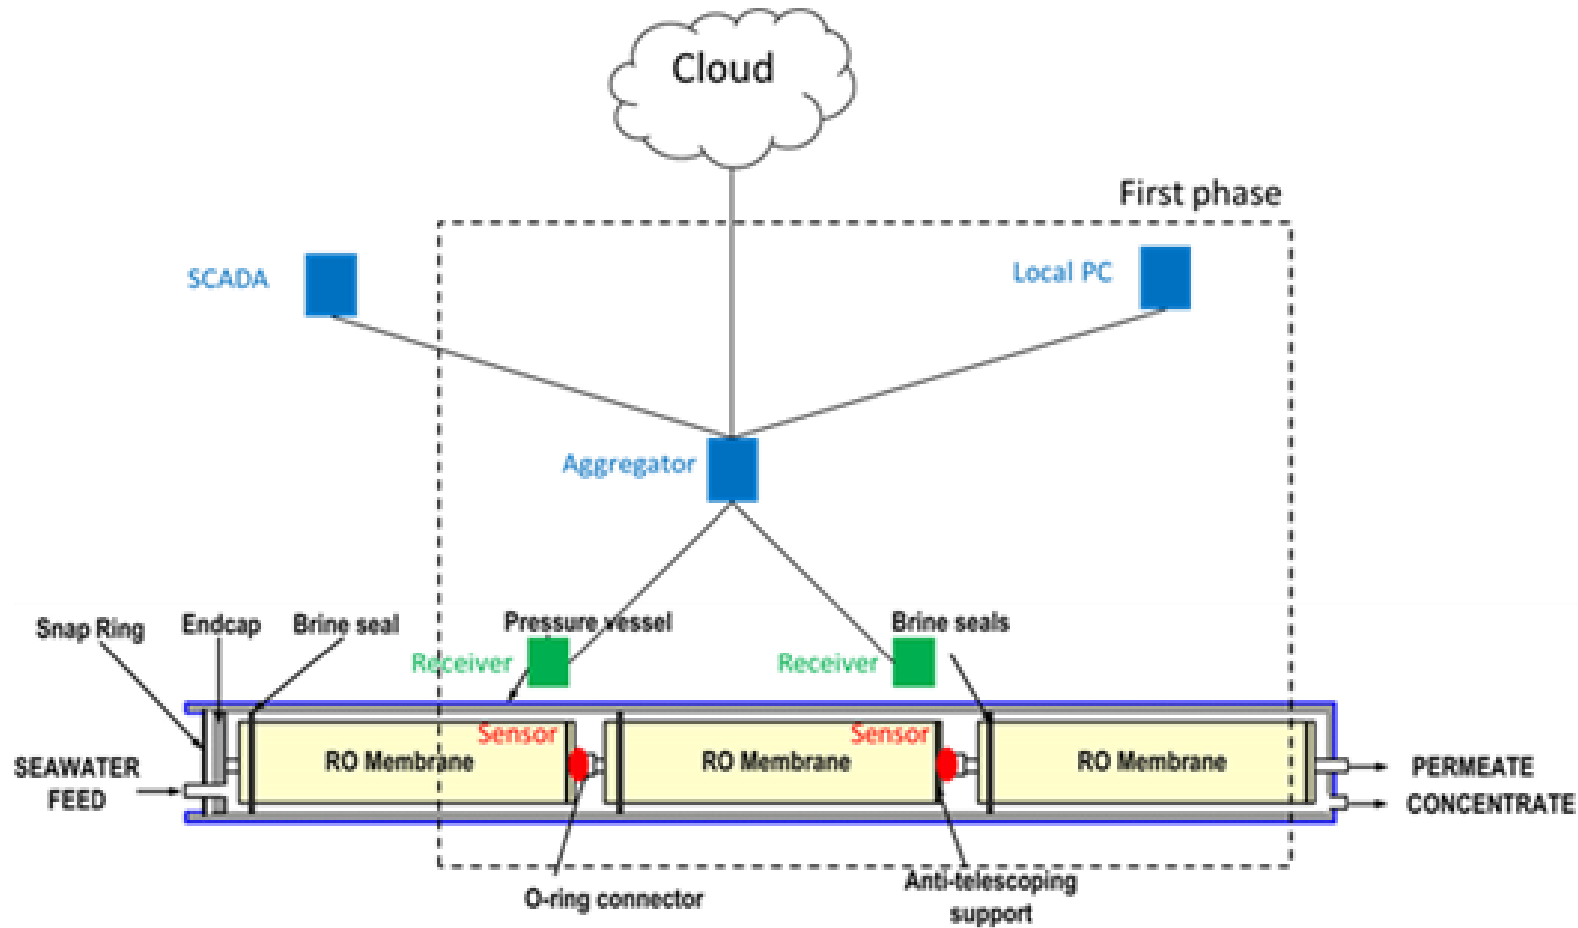 Cloud
First phase
SCADA
Local PC
Aggregator
Snap Ring
Endcap
Brine seal
Pressure vessel
Brine seals
Receiver
Receiver
Sensor
Sensor
RO Membrane
RO Membrane
RO Membrane
SEAWATER
FEED
PERMEATE
CONCENTRATE
O-ring connector
Anti-telescoping
support